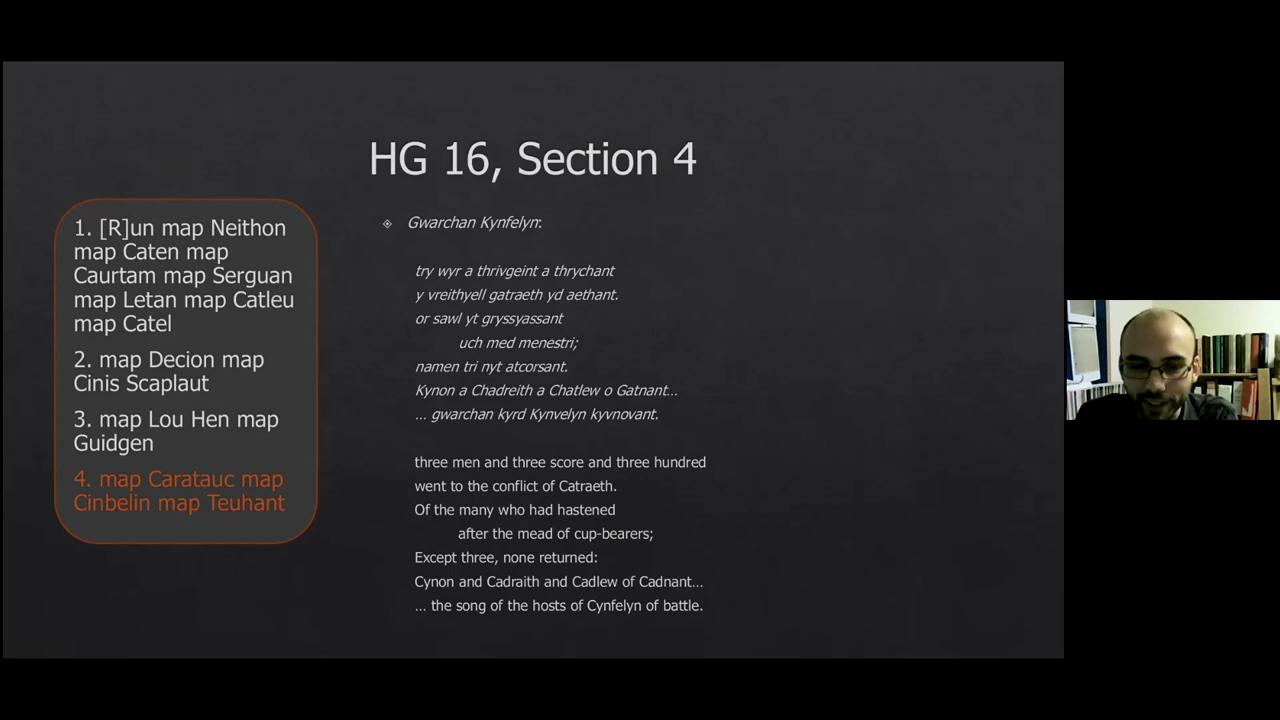 HG 16, Section 4
1. [R]un map Neithon
map Caten map
Caurtam map Serguan
map Letan map Catleu
map Catel
2. map Decion map
Cinis Scaplaut
3. map Lou Hen map
Guidgen
4. map Caratauc map
Cinbelin map Teuhant
Gwarchan Kynfelyn:
try wyr a thrivgeint a thrychant
y vreithyell gatraeth yd aethant.
or sawl yt gryssyassant
uch med menestri;
namen tri nyt atcorsant.
Kynon a Chadreith a Chatlew o Gatnant...
... gwarchan kyrd Kynvelyn kyvnovant.
three men and three score and three hundred
went to the conflict of Catraeth.
Of the many who had hastened
after the mead of cup-bearers;
Except three, none returned:
Cynon and Cadraith and Cadlew of Cadnant...
... the song of the hosts of Cynfelyn of battle.